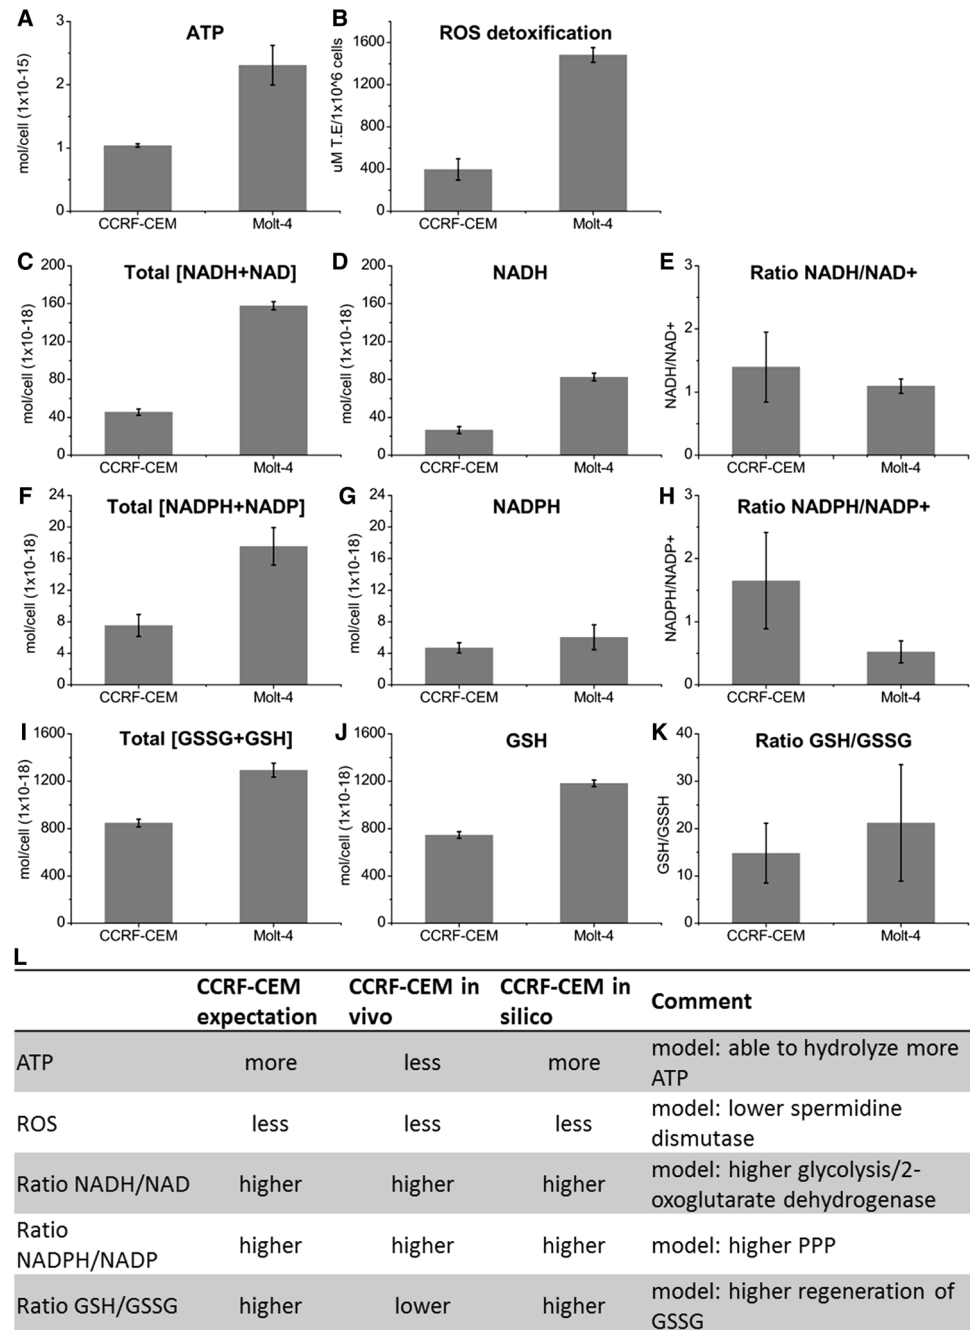 A
ATP
mol/cell (1x10-15)
3
2
1
0
CCRF-CEM
Molt-4
B
ROS detoxification
uM T.E/1x10^6 cells
1600
1200
800
400
0
CCRF-CEM
Molt-4
C
Total [NADH+NAD]
mol/cell (1x10-18)
200
160
120
80
40
0
CCRF-CEM
Molt-4
D
NADH
mol/cell (1x10-18)
200
160
120
80
40
0
CCRF-CEM
Molt-4
E
Ratio NADH/NAD+
NADH/NAD+
3
2
1
0
CCRF-CEM
Molt-4
F
Total [NADPH+NADP]
mol/cell (1x10-18)
24
20
16
12
8
4
0
CCRF-CEM
Molt-4
G
NADPH
mol/cell (1x10-18)
24
20
16
12
8
4
0
CCRF-CEM
Molt-4
H
Ratio NADPH/NADP+
NADPH/NADP+
3
2
1
0
CCRF-CEM
Molt-4
I
Total [GSSG+GSH]
mol/cell (1x10-18)
1600
1200
800
400
0
CCRF-CEM
Molt-4
J
GSH
mol/cell (1x10-18)
1600
1200
800
400
0
CCRF-CEM
Molt-4
K
Ratio GSH/GSSG
GSH/GSSH
40
30
20
10
0
CCRF-CEM
Molt-4
L
CCRF-CEM expectation
CCRF-CEM in vivo
CCRF-CEM in silico
Comment
ATP more less more model: able to hydrolyze more
ATP
ROS less less less model: lower spermidine
dismutase
Ratio NADH/NAD higher higher higher model: higher glycolysis/2-
oxoglutarate dehydrogenase
Ratio
NADPH/NADP higher higher higher model: higher PPP
Ratio GSH/GSSG higher lower higher model: higher regeneration of
GSSG